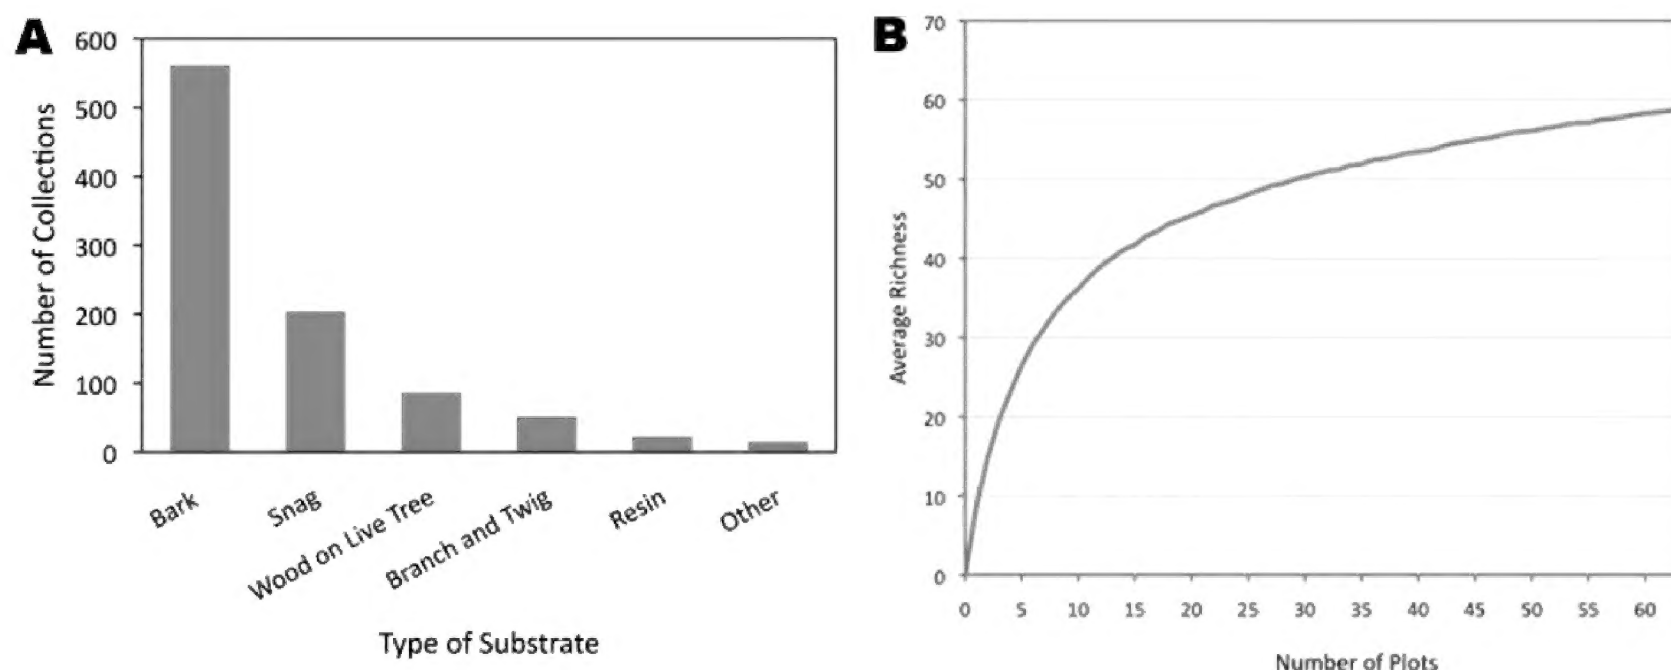 A
600
500
400
300
200
100
0
Number of Collections
Bark
Snag
Wood on Live Tree
Branch and Twig
Resin
Other
Type of Substrate
B
70
60
50
40
30
20
10
0
Average Richness
0 5 10 15 20 25 30 35 40 45 50 55 60
Number of Plots